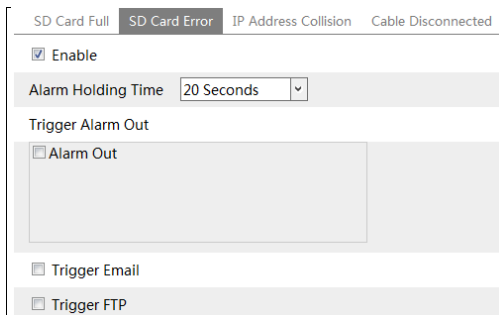 SD Card Full SD Card Error IP Address Collision Cable Disconnected
Enable
Alarm Holding Time 20 Seconds
Trigger Alarm Out
Alarm Out
Trigger Email
Trigger FTP